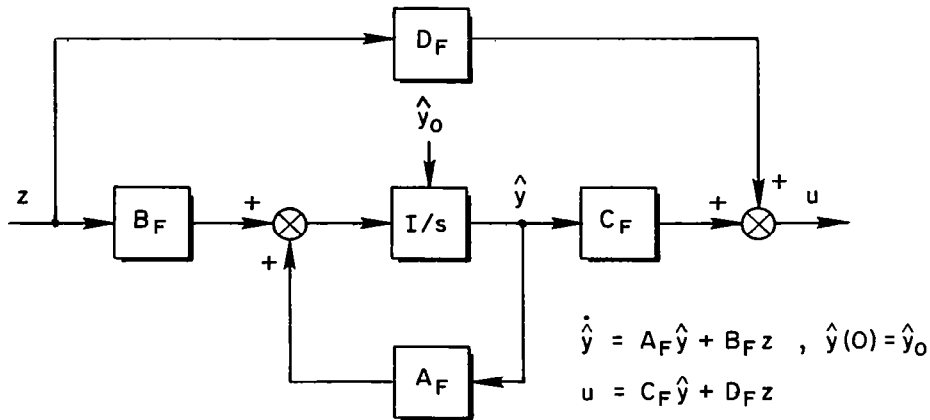 D_F
ŷ_0
z
B_F
+
+
I/s
ŷ
C_F
+
+
u
A_F
ŷ̇ = A_F ŷ + B_F z , ŷ(0) = ŷ_0
u = C_F ŷ + D_F z